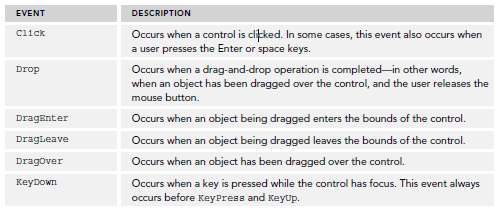 EVENT DESCRIPTION
Click Occurs when a control is clicked. In some cases, this event also occurs when
a user presses the Enter or space keys.
Drop Occurs when a drag-and-drop operation is completed—in other words,
when an object has been dragged over the control, and the user releases the
mouse button.
DragEnter Occurs when an object being dragged enters the bounds of the control.
DragLeave Occurs when an object being dragged leaves the bounds of the control.
DragOver Occurs when an object has been dragged over the control.
KeyDown Occurs when a key is pressed while the control has focus. This event always
occurs before KeyPress and KeyUp.